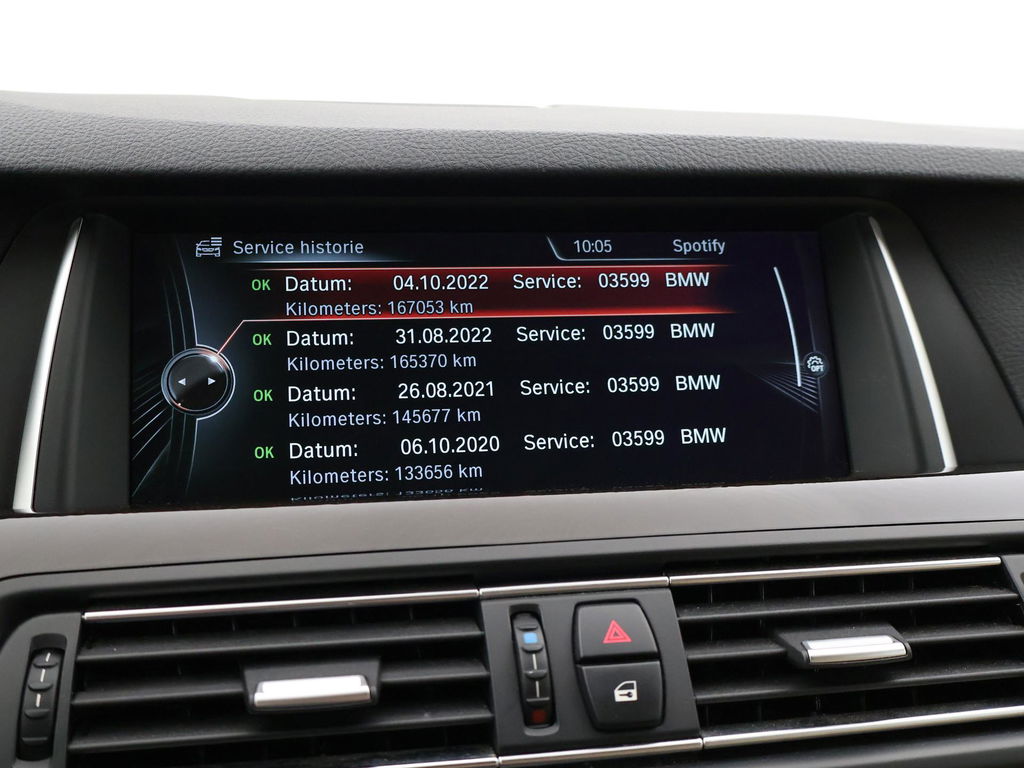 Service historie 10:05 Spotify
OK Datum: 04.10.2022 Service: 03599 BMW
Kilometers: 167053 km
OK Datum: 31.08.2022 Service: 03599 BMW
Kilometers: 165370 km
OK Datum: 26.08.2021 Service: 03599 BMW
Kilometers: 145677 km
OK Datum: 06.10.2020 Service: 03599 BMW
Kilometers: 133656 km
OPT